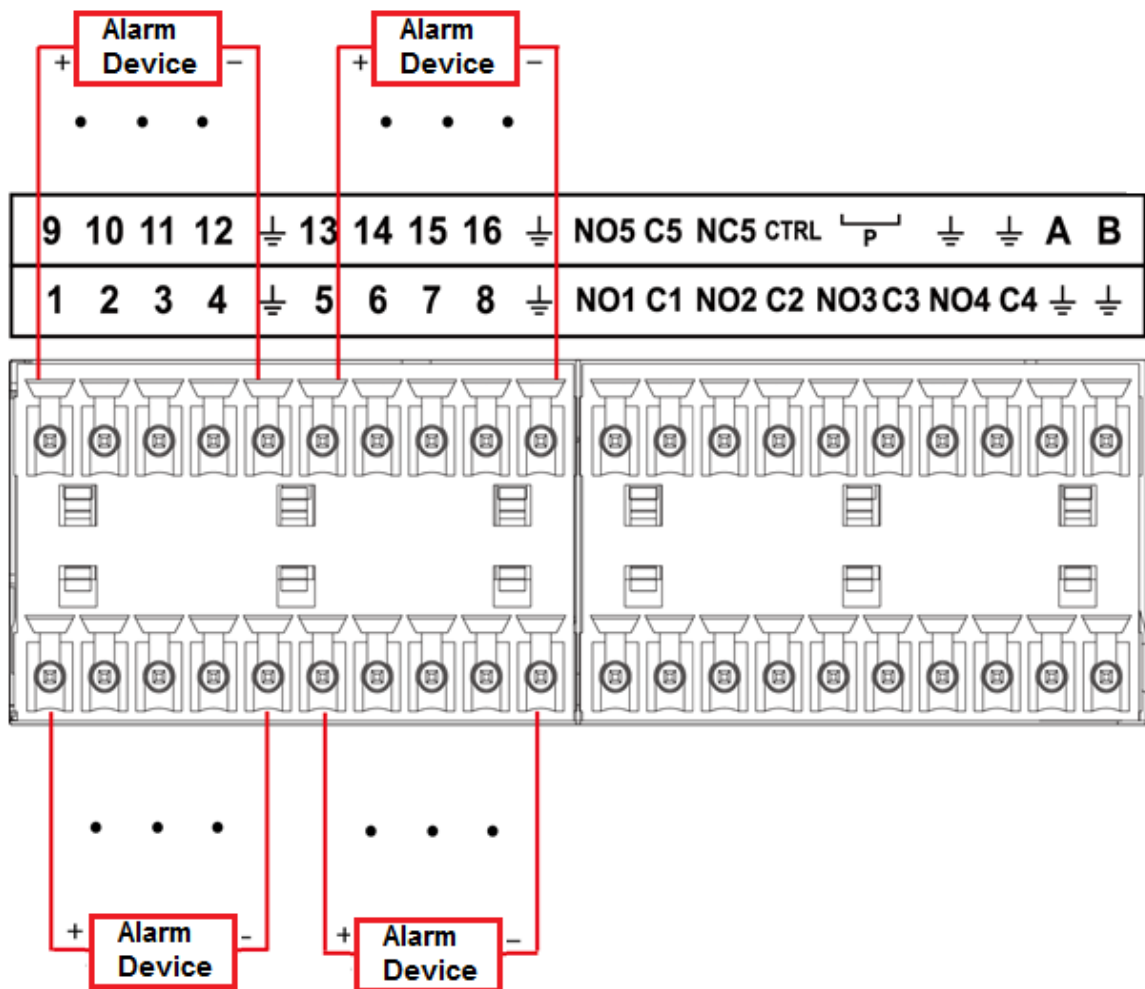 Alarm
Device
+ −
Alarm
Device
+ −
9 10 11 12 ⏚ 13 14 15 16 ⏚ NO5 C5 NC5 CTRL P ⏚ ⏚ A B
1 2 3 4 ⏚ 5 6 7 8 ⏚ NO1 C1 NO2 C2 NO3 C3 NO4 C4 ⏚ ⏚
+ -
Alarm
Device
+ −
Alarm
Device